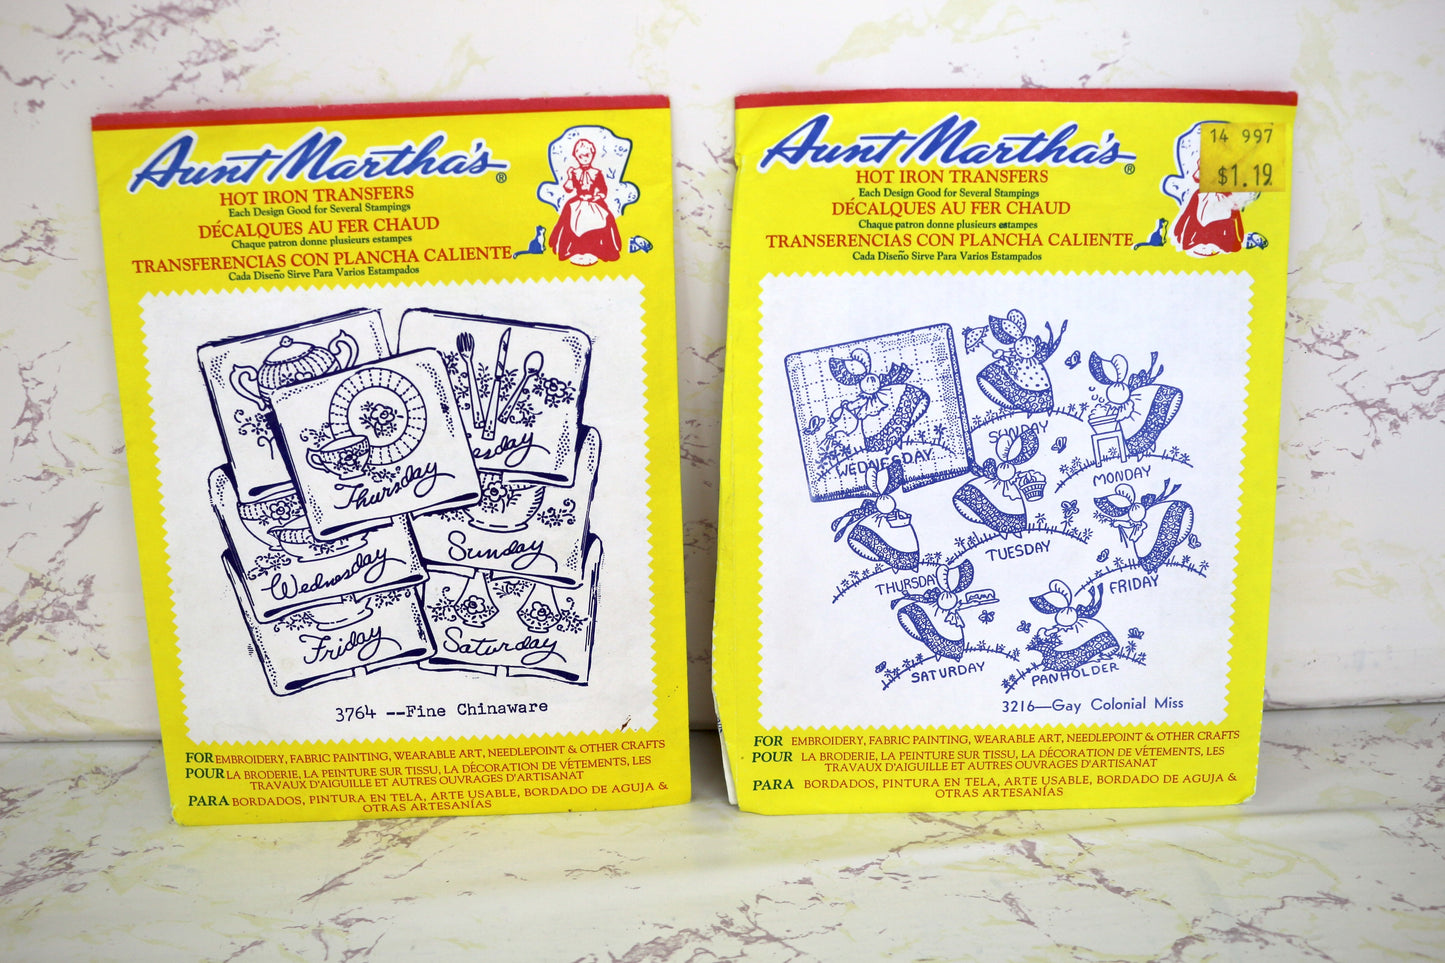 Aunt Martha's®
HOT IRON TRANSFERS
Each Design Good for Several Stampings
DÉCALQUES AU FER CHAUD
Chaque patron donne plusieurs estampes
TRANSFERENCIAS CON PLANCHA CALIENTE
Cada Diseño Sirve Para Varios Estampados
esday
Thursday
Wednesday
Sunday
Friday
Saturday
3764 --Fine Chinaware
FOR EMBROIDERY, FABRIC PAINTING, WEARABLE ART, NEEDLEPOINT & OTHER CRAFTS
POUR LA BRODERIE, LA PEINTURE SUR TISSU, LA DÉCORATION DE VÉTEMENTS, LES
TRAVAUX D'AIGUILLE ET AUTRES OUVRAGES D'ARTISANAT
PARA BORDADOS, PINTURA EN TELA, ARTE USABLE, BORDADO DE AGUJA &
OTRAS ARTESANÍAS
Aunt Martha's®
14 997
$1.19
HOT IRON TRANSFERS
Each Design Good for Several Stampings
DÉCALQUES AU FER CHAUD
Chaque patron donne plusieurs estampes
TRANSERENCIAS CON PLANCHA CALIENTE
Cada Diseño Sirve Para Varios Estampados
SUNDAY
WEDNESDAY
MONDAY
TUESDAY
THURSDAY
FRIDAY
SATURDAY
PANHOLDER
3216—Gay Colonial Miss
FOR EMBROIDERY, FABRIC PAINTING, WEARABLE ART, NEEDLEPOINT & OTHER CRAFTS
POUR LA BRODERIE, LA PEINTURE SUR TISSU, LA DÉCORATION DE VÉTEMENTS, LES
TRAVAUX D'AIGUILLE ET AUTRES OUVRAGES D'ARTISANAT
PARA BORDADOS, PINTURA EN TELA, ARTE USABLE, BORDADO DE AGUJA &
OTRAS ARTESANÍAS